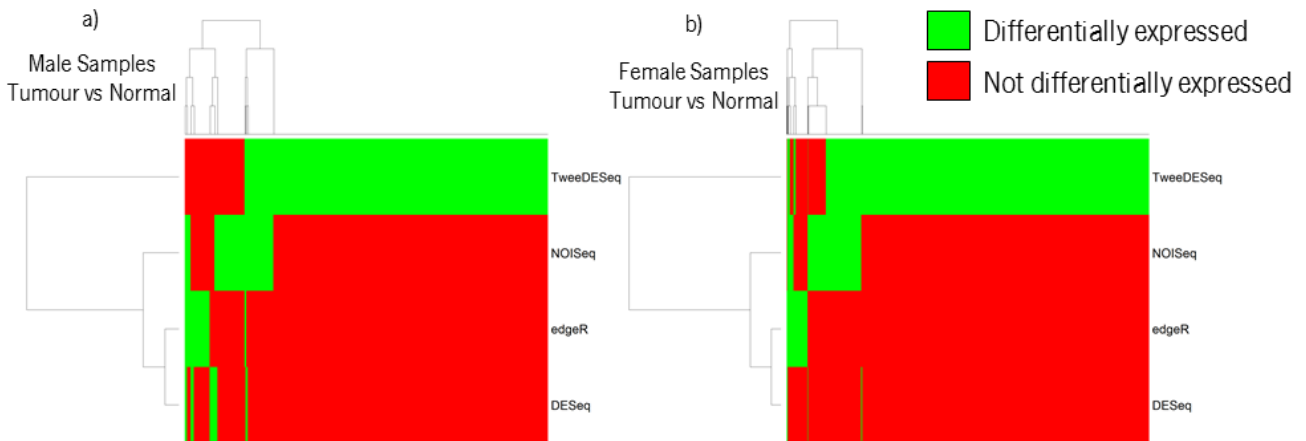 a)
Male Samples
Tumour vs Normal
TweeDESeq
NOISeq
edgeR
DESeq
b)
Female Samples
Tumour vs Normal
TweeDESeq
NOISeq
edgeR
DESeq
Differentially expressed
Not differentially expressed